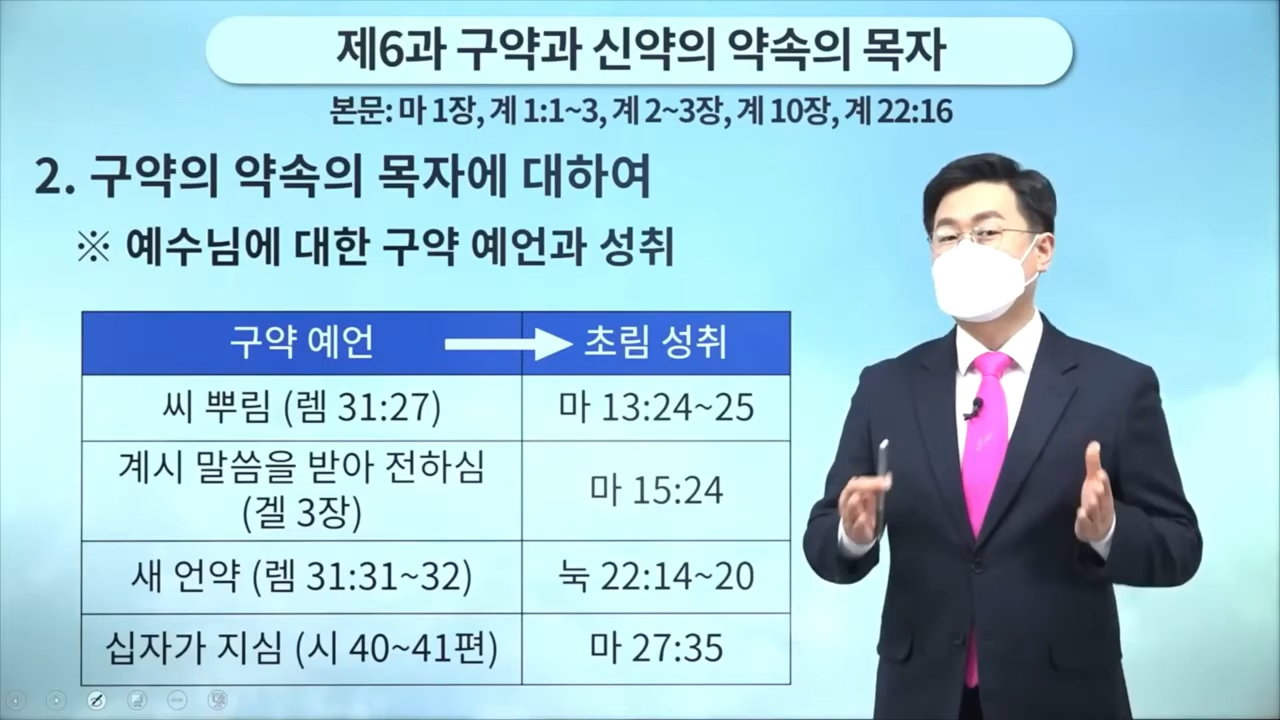 제6과 구약과 신약의 약속의 목자
본문: 마 1장, 계 1:1~3, 계 2~3장, 계 10장, 계 22:16
2. 구약의 약속의 목자에 대하여
※ 예수님에 대한 구약 예언과 성취
구약 예언 초림 성취
씨 뿌림 (렘 31:27) 마 13:24~25
계시 말씀을 받아 전하심
(겔 3장) 마 15:24
새 언약 (렘 31:31~32) 눅 22:14~20
십자가 지심 (시 40~41편) 마 27:35